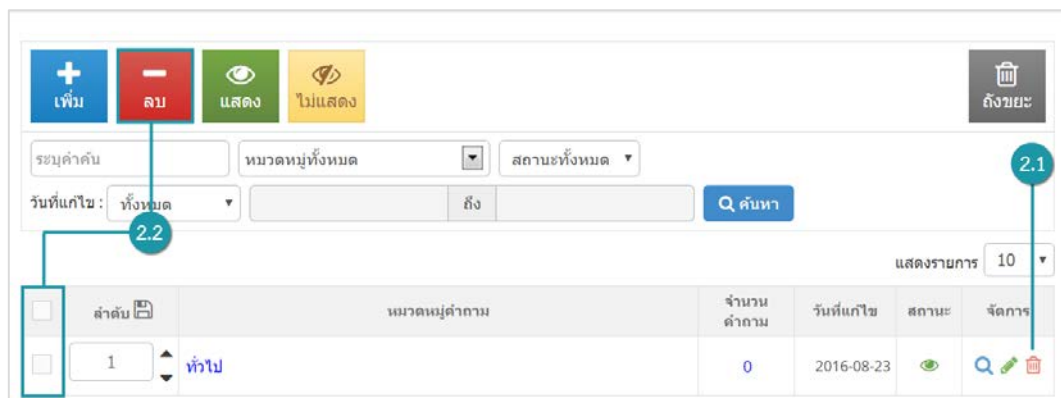 เพิ่ม ลบ แสดง ไม่แสดง ถังขยะ
ระบุคำค้น หมวดหมู่ทั้งหมด สถานะทั้งหมด 2.1
วันที่แก้ไข : ทั้งหมด ถึง ค้นหา
2.2
แสดงรายการ 10
ลำดับ หมวดหมู่คำถาม จำนวน คำถาม วันที่แก้ไข สถานะ จัดการ
1 ทั่วไป 0 2016-08-23